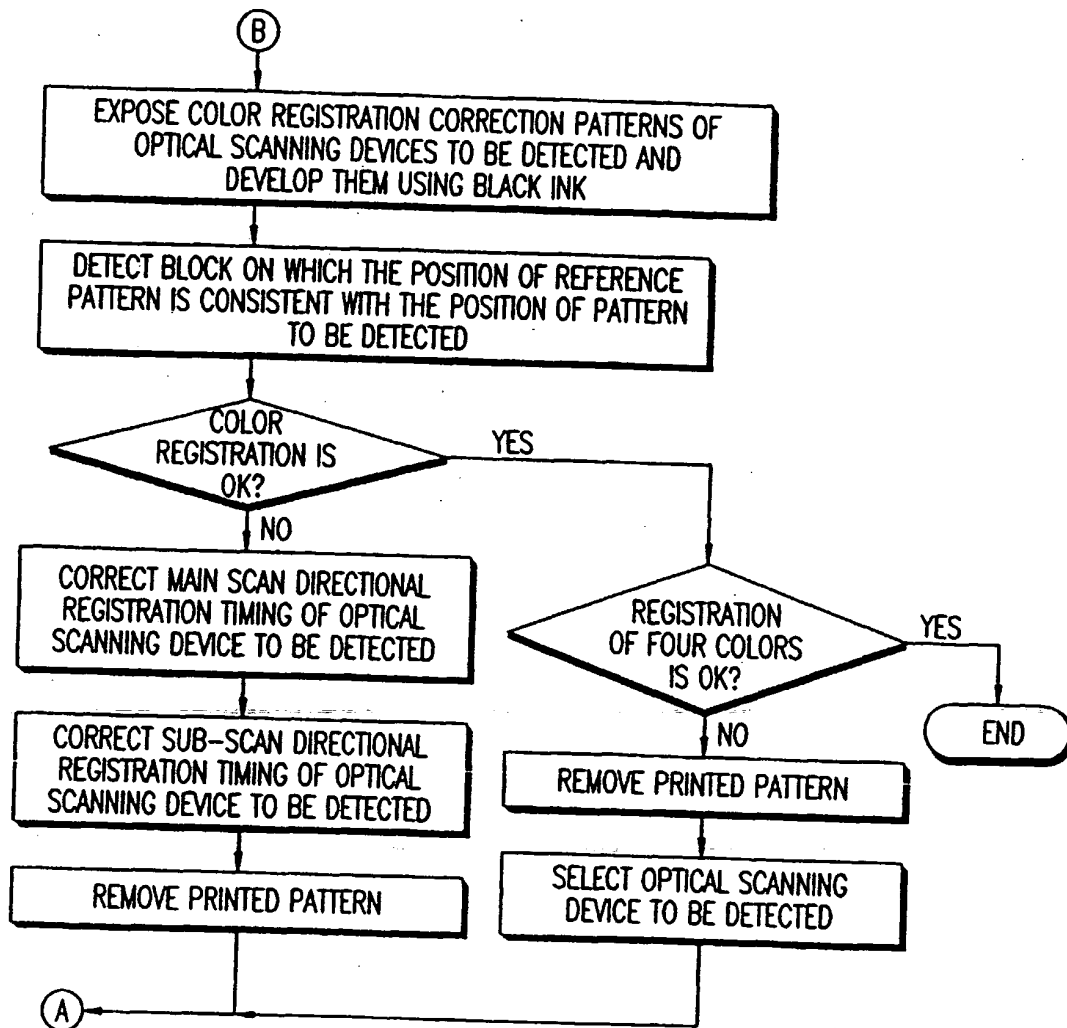 B
EXPOSE COLOR REGISTRATION CORRECTION PATTERNS OF
OPTICAL SCANNING DEVICES TO BE DETECTED AND
DEVELOP THEM USING BLACK INK
DETECT BLOCK ON WHICH THE POSITION OF REFERENCE
PATTERN IS CONSISTENT WITH THE POSITION OF PATTERN
TO BE DETECTED
COLOR
REGISTRATION IS
OK?
YES
NO
CORRECT MAIN SCAN DIRECTIONAL
REGISTRATION TIMING OF OPTICAL
SCANNING DEVICE TO BE DETECTED
CORRECT SUB-SCAN DIRECTIONAL
REGISTRATION TIMING OF OPTICAL
SCANNING DEVICE TO BE DETECTED
REMOVE PRINTED PATTERN
REGISTRATION
OF FOUR COLORS
IS OK?
YES
END
NO
REMOVE PRINTED PATTERN
SELECT OPTICAL SCANNING
DEVICE TO BE DETECTED
A